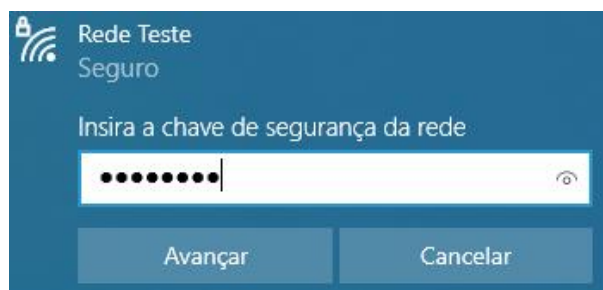 Rede Teste
Seguro
Insira a chave de segurança da rede
••••••••
Avançar
Cancelar